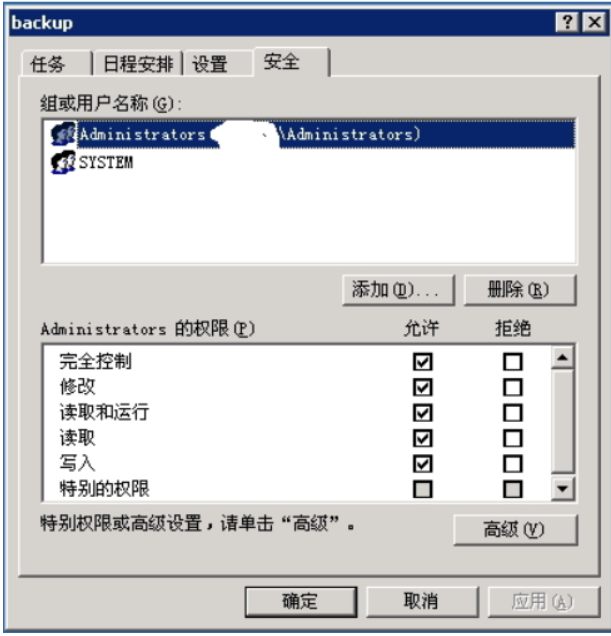 backup
任务 日程安排 设置 安全
组或用户名称(G):
Administrators \Administrators)
SYSTEM
添加(D)... 删除(R)
Administrators 的权限(P) 允许 拒绝
完全控制
修改
读取和运行
读取
写入
特别的权限
特别权限或高级设置，请单击“高级”。
高级(V)
确定 取消 应用(A)